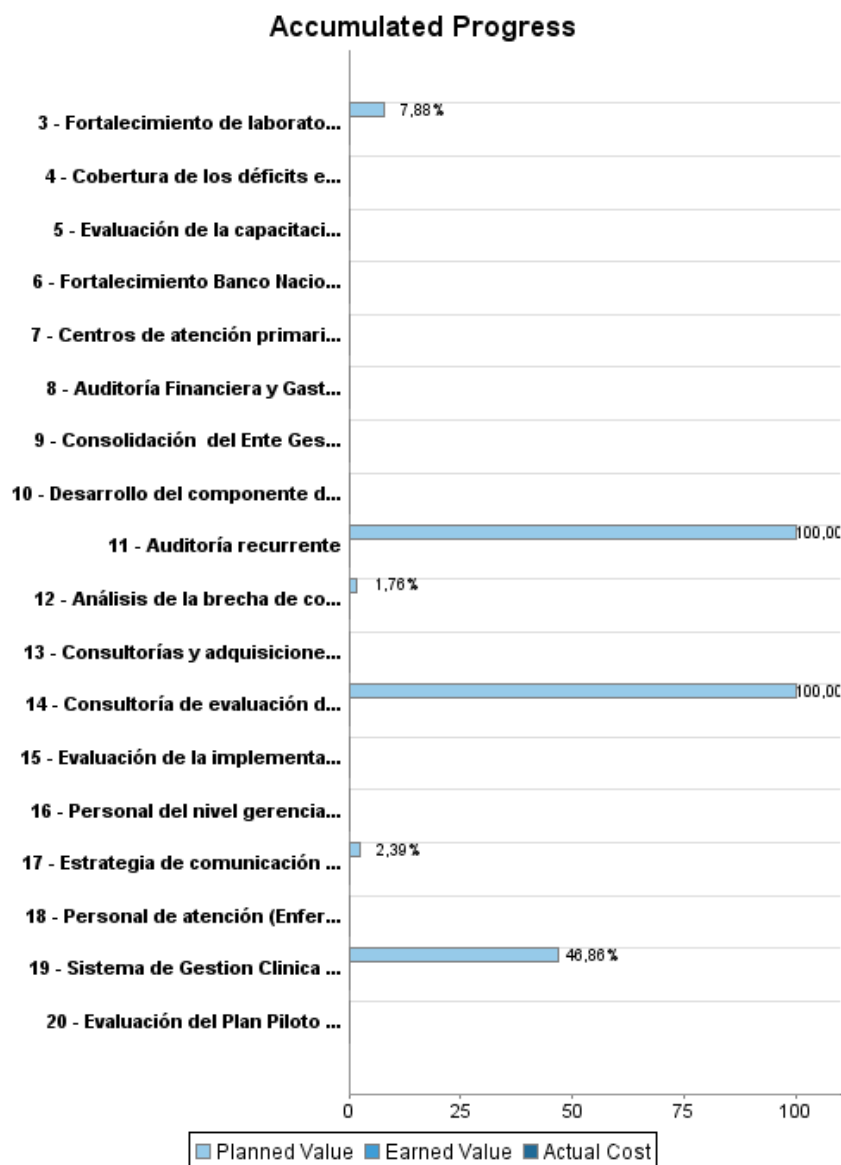 Accumulated Progress
3 - Fortalecimiento de laborato...
7,88%
4 - Cobertura de los déficits e...
5 - Evaluación de la capacitaci...
6 - Fortalecimiento Banco Nacio...
7 - Centros de atención primari...
8 - Auditoría Financiera y Gast...
9 - Consolidación  del Ente Ges...
10 - Desarrollo del componente d...
11 - Auditoría recurrente
100,00
12 - Análisis de la brecha de co...
1,76%
13 - Consultorías y adquisicione...
14 - Consultoría de evaluación d...
100,00
15 - Evaluación de la implementa...
16 - Personal del nivel gerencia...
17 - Estrategia de comunicación ...
2,39%
18 - Personal de atención (Enfer...
19 - Sistema de Gestion Clinica ...
46,86%
20 - Evaluación del Plan Piloto ...
0 25 50 75 100
Planned Value Earned Value Actual Cost